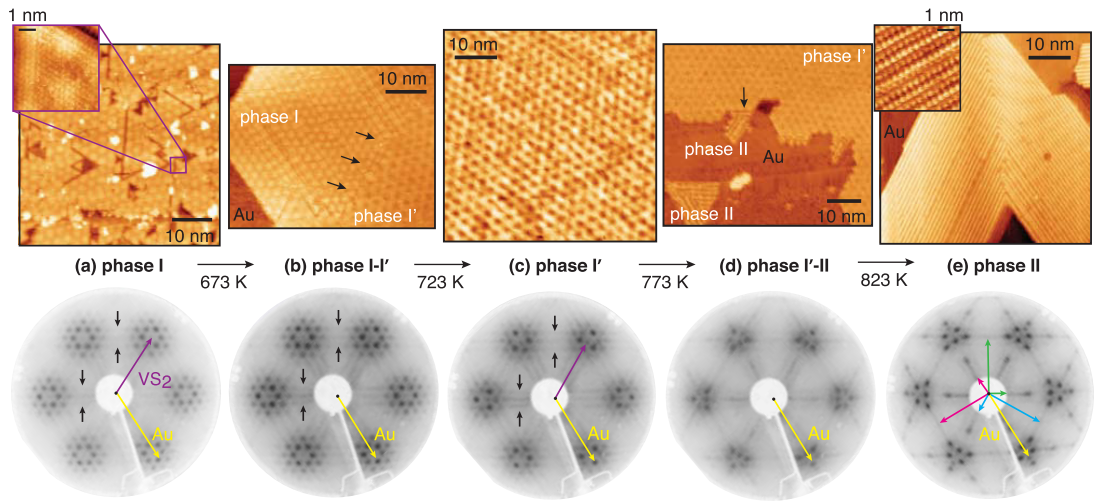 1 nm
10 nm
phase I
10 nm
phase I'
Au
10 nm
phase I'
phase II
Au
phase II
10 nm
1 nm
Au
10 nm
(a) phase I
673 K
(b) phase I-I′
723 K
(c) phase I′
773 K
(d) phase I′-II
823 K
(e) phase II
VS2
Au
Au
Au
Au
Au